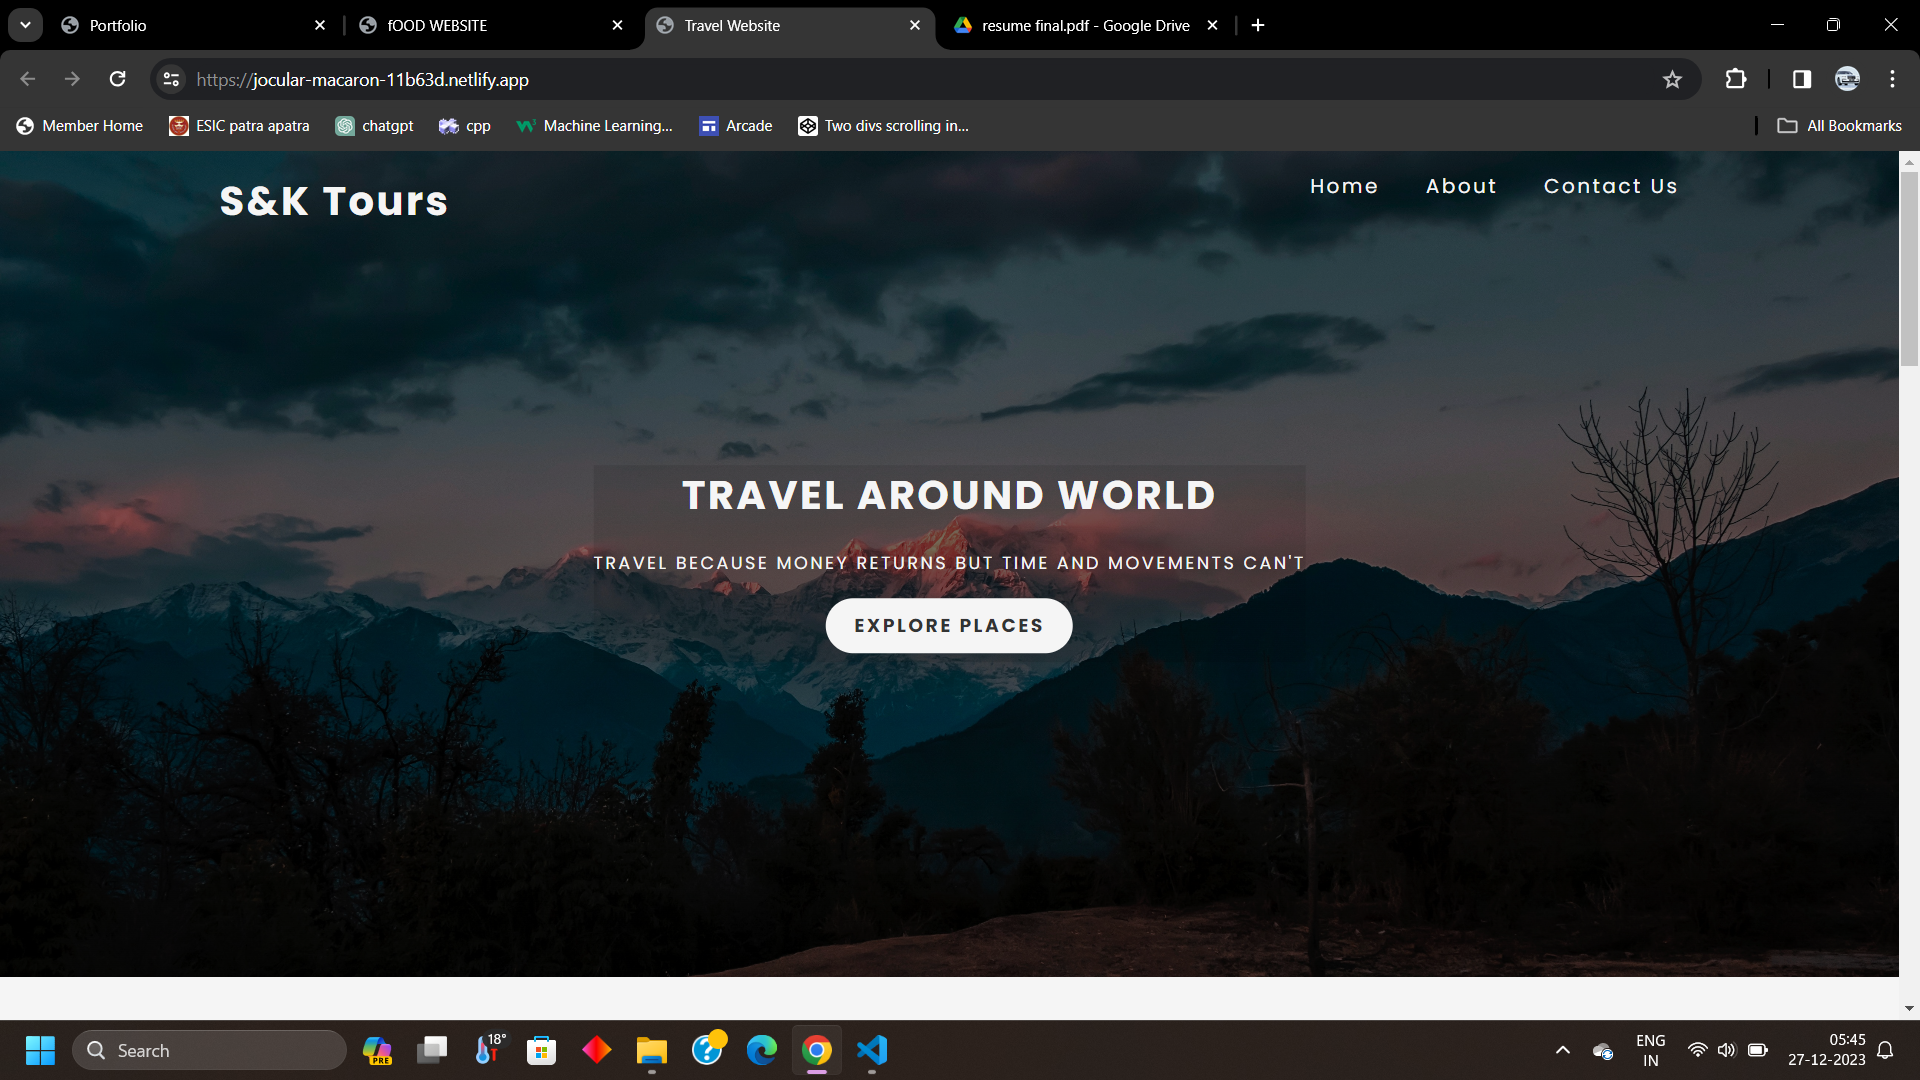 Portfolio
fOOD WEBSITE
Travel Website
resume final.pdf - Google Drive
https://jocular-macaron-11b63d.netlify.app
Member Home
ESIC patra apatra
chatgpt
cpp
Machine Learning...
Arcade
Two divs scrolling in...
All Bookmarks
S&K Tours
Home
About
Contact Us
TRAVEL AROUND WORLD
TRAVEL BECAUSE MONEY RETURNS BUT TIME AND MOVEMENTS CAN'T
EXPLORE PLACES
Search
PRE
18°
ENG
IN
05:45
27-12-2023